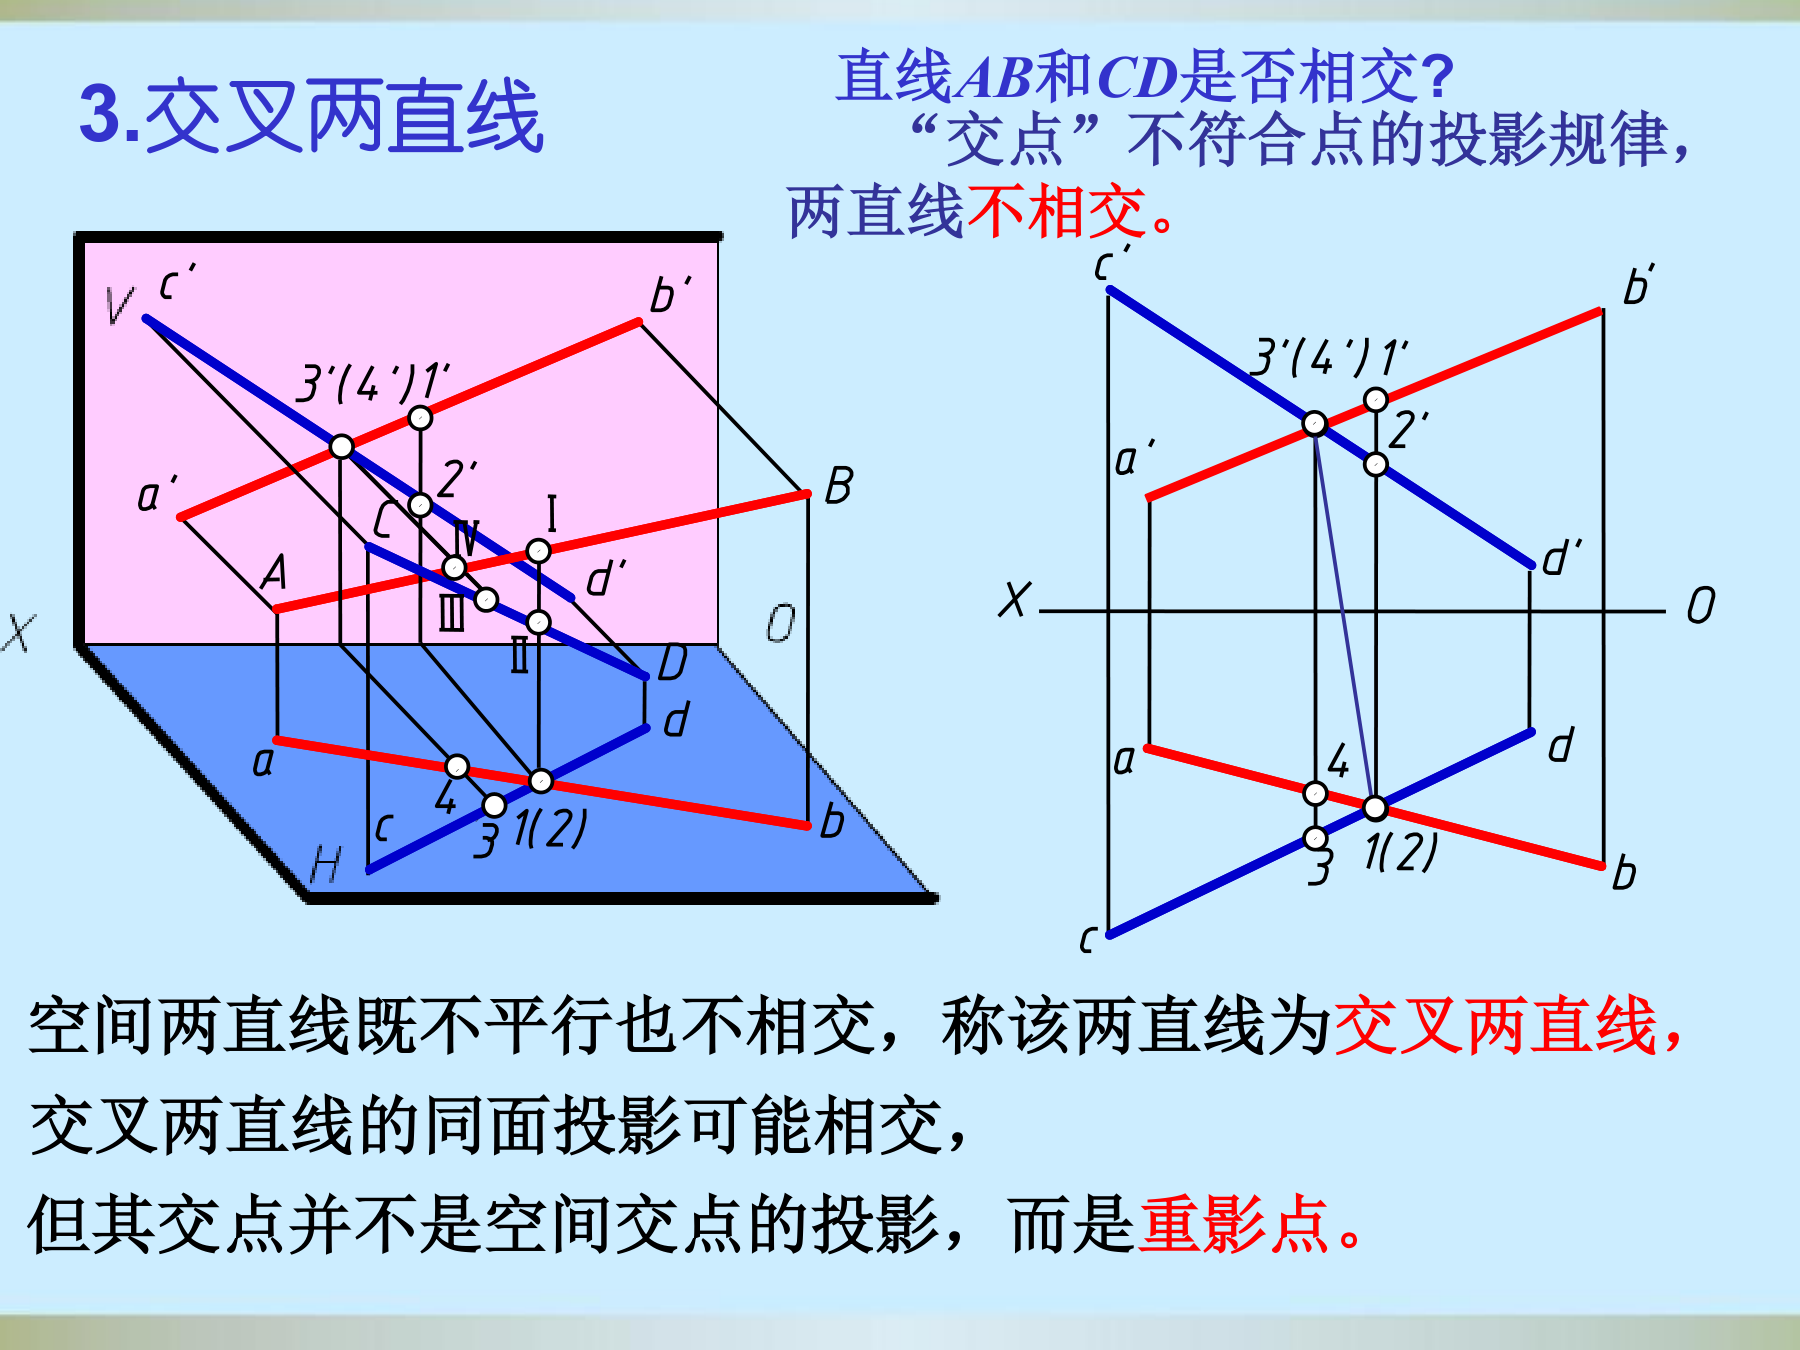 3.交叉两直线
直线AB和CD是否相交?
“交点”不符合点的投影规律，
两直线不相交。
V
c′
b′
3′(4′)1′
a′
2′
C
Ⅳ
Ⅰ
B
A
d′
Ⅲ
Ⅱ
D
X
O
a
d
4
c
3
1(2)
b
H
c′
b′
3′(4′)1′
2′
a′
d′
X
O
a
4
d
3
1(2)
b
c
空间两直线既不平行也不相交，称该两直线为交叉两直线，
交叉两直线的同面投影可能相交，
但其交点并不是空间交点的投影，而是重影点。